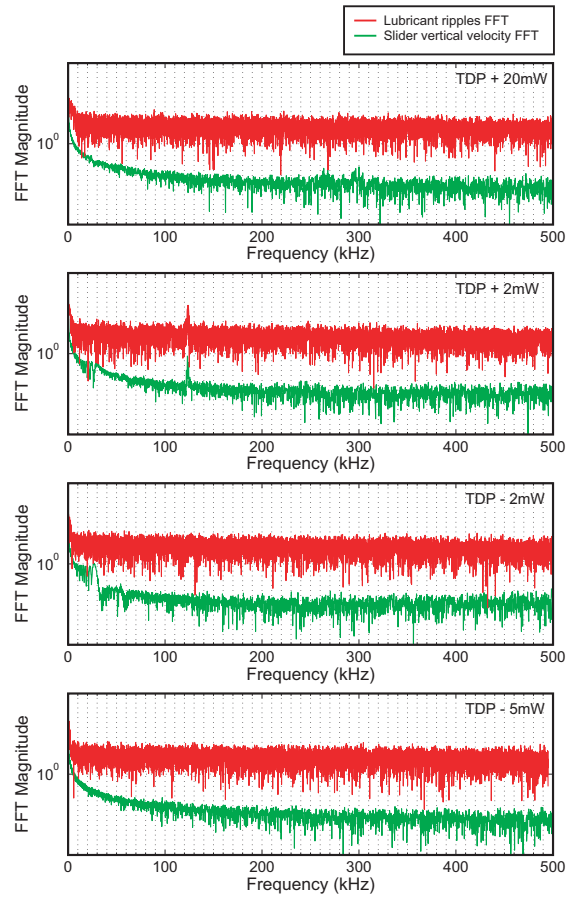 Lubricant ripples FFT
Slider vertical velocity FFT
TDP + 20mW
FFT Magnitude
10⁰
0 100 200 300 400 500
Frequency (kHz)
TDP + 2mW
FFT Magnitude
10⁰
0 100 200 300 400 500
Frequency (kHz)
TDP - 2mW
FFT Magnitude
10⁰
0 100 200 300 400 500
Frequency (kHz)
TDP - 5mW
FFT Magnitude
10⁰
0 100 200 300 400 500
Frequency (kHz)